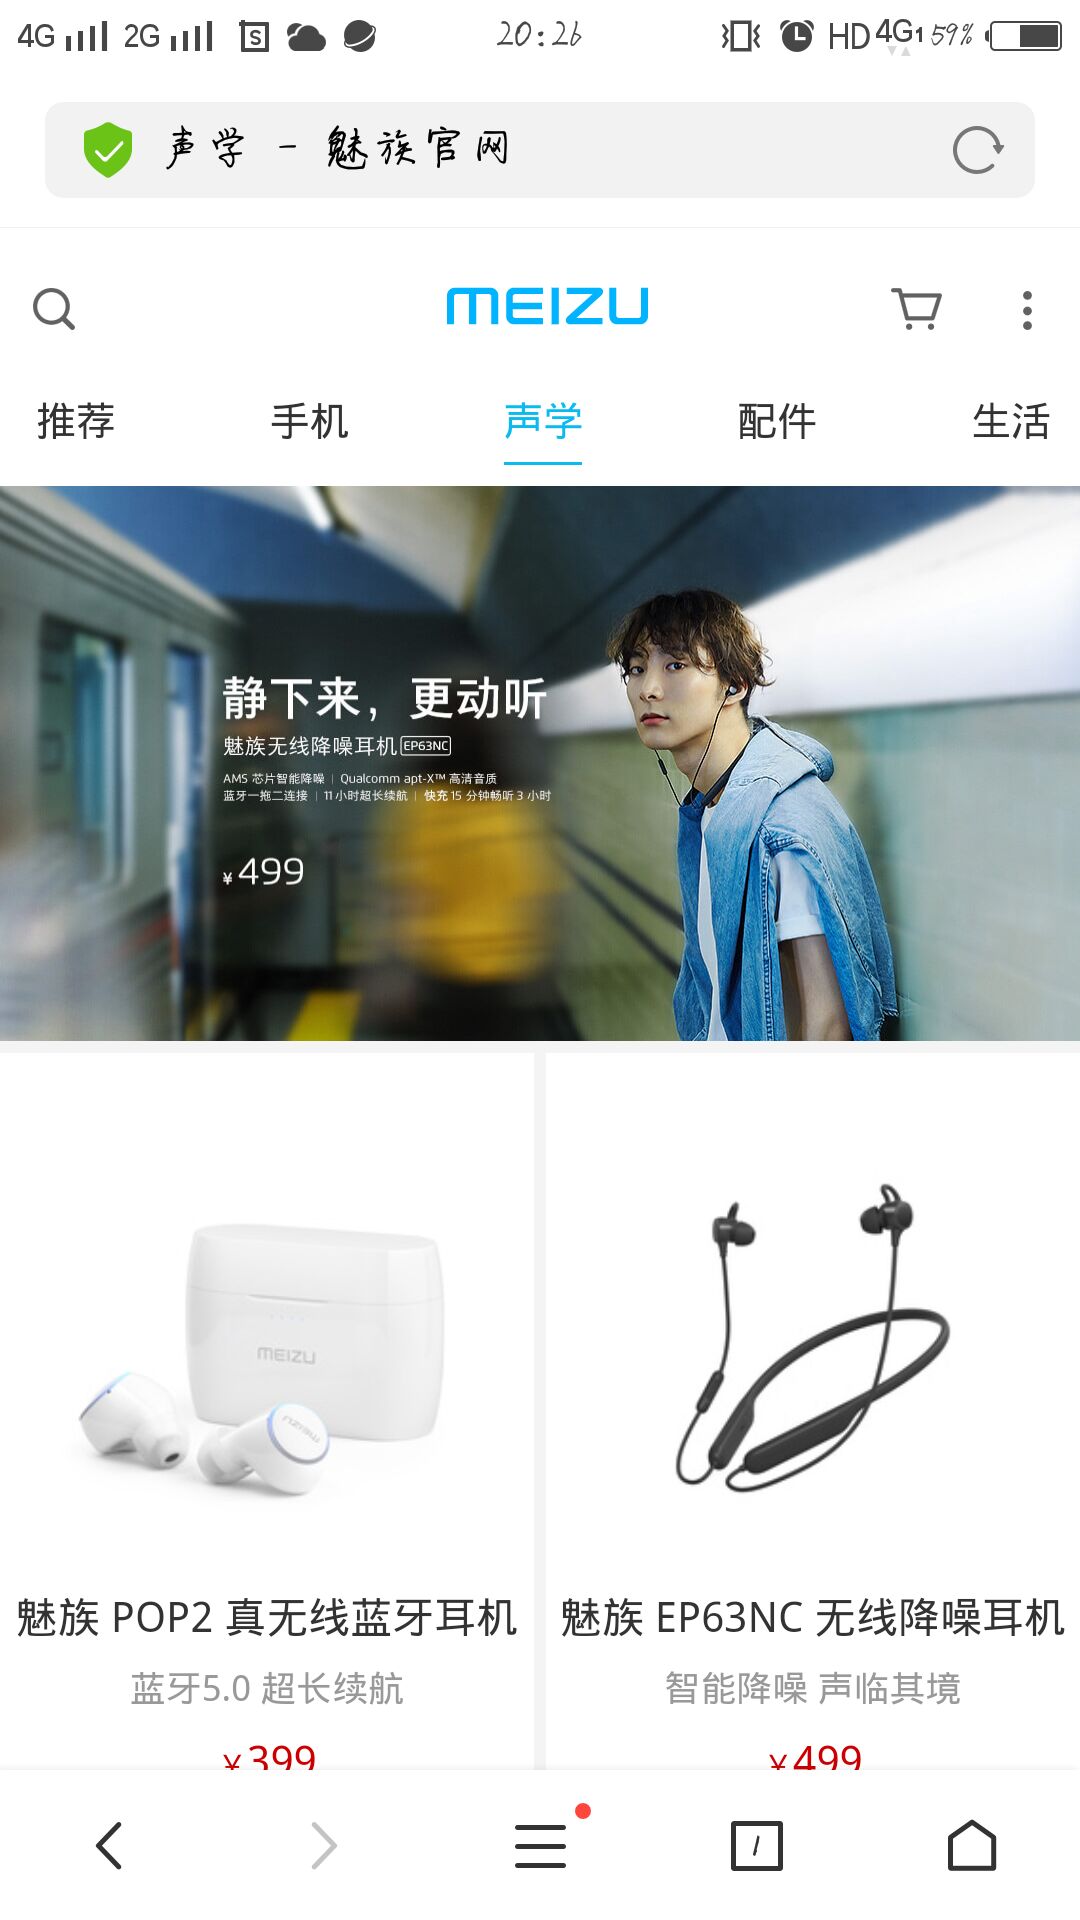 4G 2G 20:26 HD 4G1 59%
声学 - 魅族官网
MEIZU
推荐 手机 声学 配件 生活
静下来，更动听
魅族无线降噪耳机 EP63NC
AMS 芯片智能降噪 | Qualcomm apt-X™ 高清音质
蓝牙一拖二连接 | 11 小时超长续航 | 快充 15 分钟畅听 3 小时
¥ 499
MEIZU
MEIZU
魅族 POP2 真无线蓝牙耳机
蓝牙5.0 超长续航
¥ 399
魅族 EP63NC 无线降噪耳机
智能降噪 声临其境
¥ 499
1